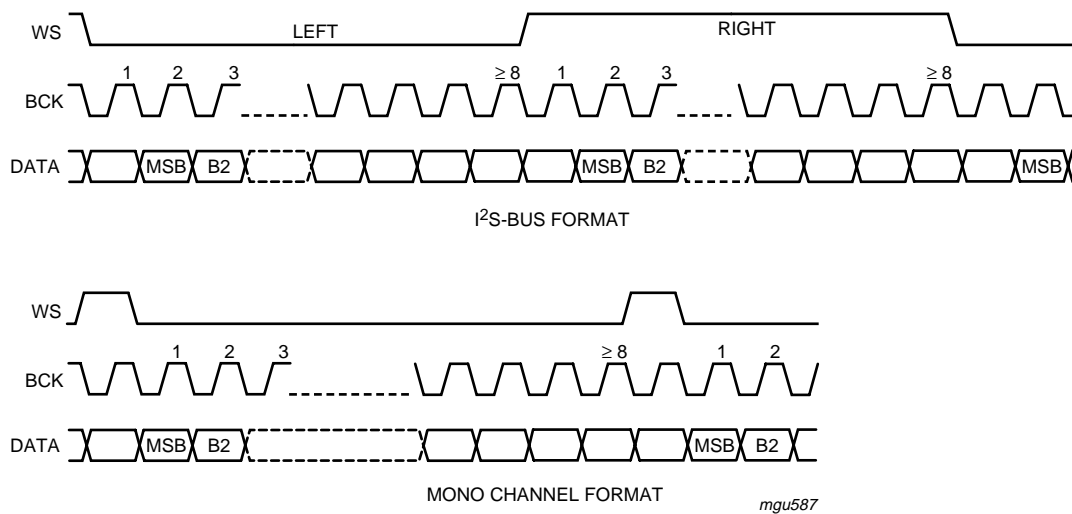 WS LEFT RIGHT
1 2 3 ≥ 8 1 2 3 ≥ 8
BCK
DATA MSB B2 MSB B2 MSB
I²S-BUS FORMAT
WS
1 2 3 ≥ 8 1 2
BCK
DATA MSB B2 MSB B2
MONO CHANNEL FORMAT
mgu587